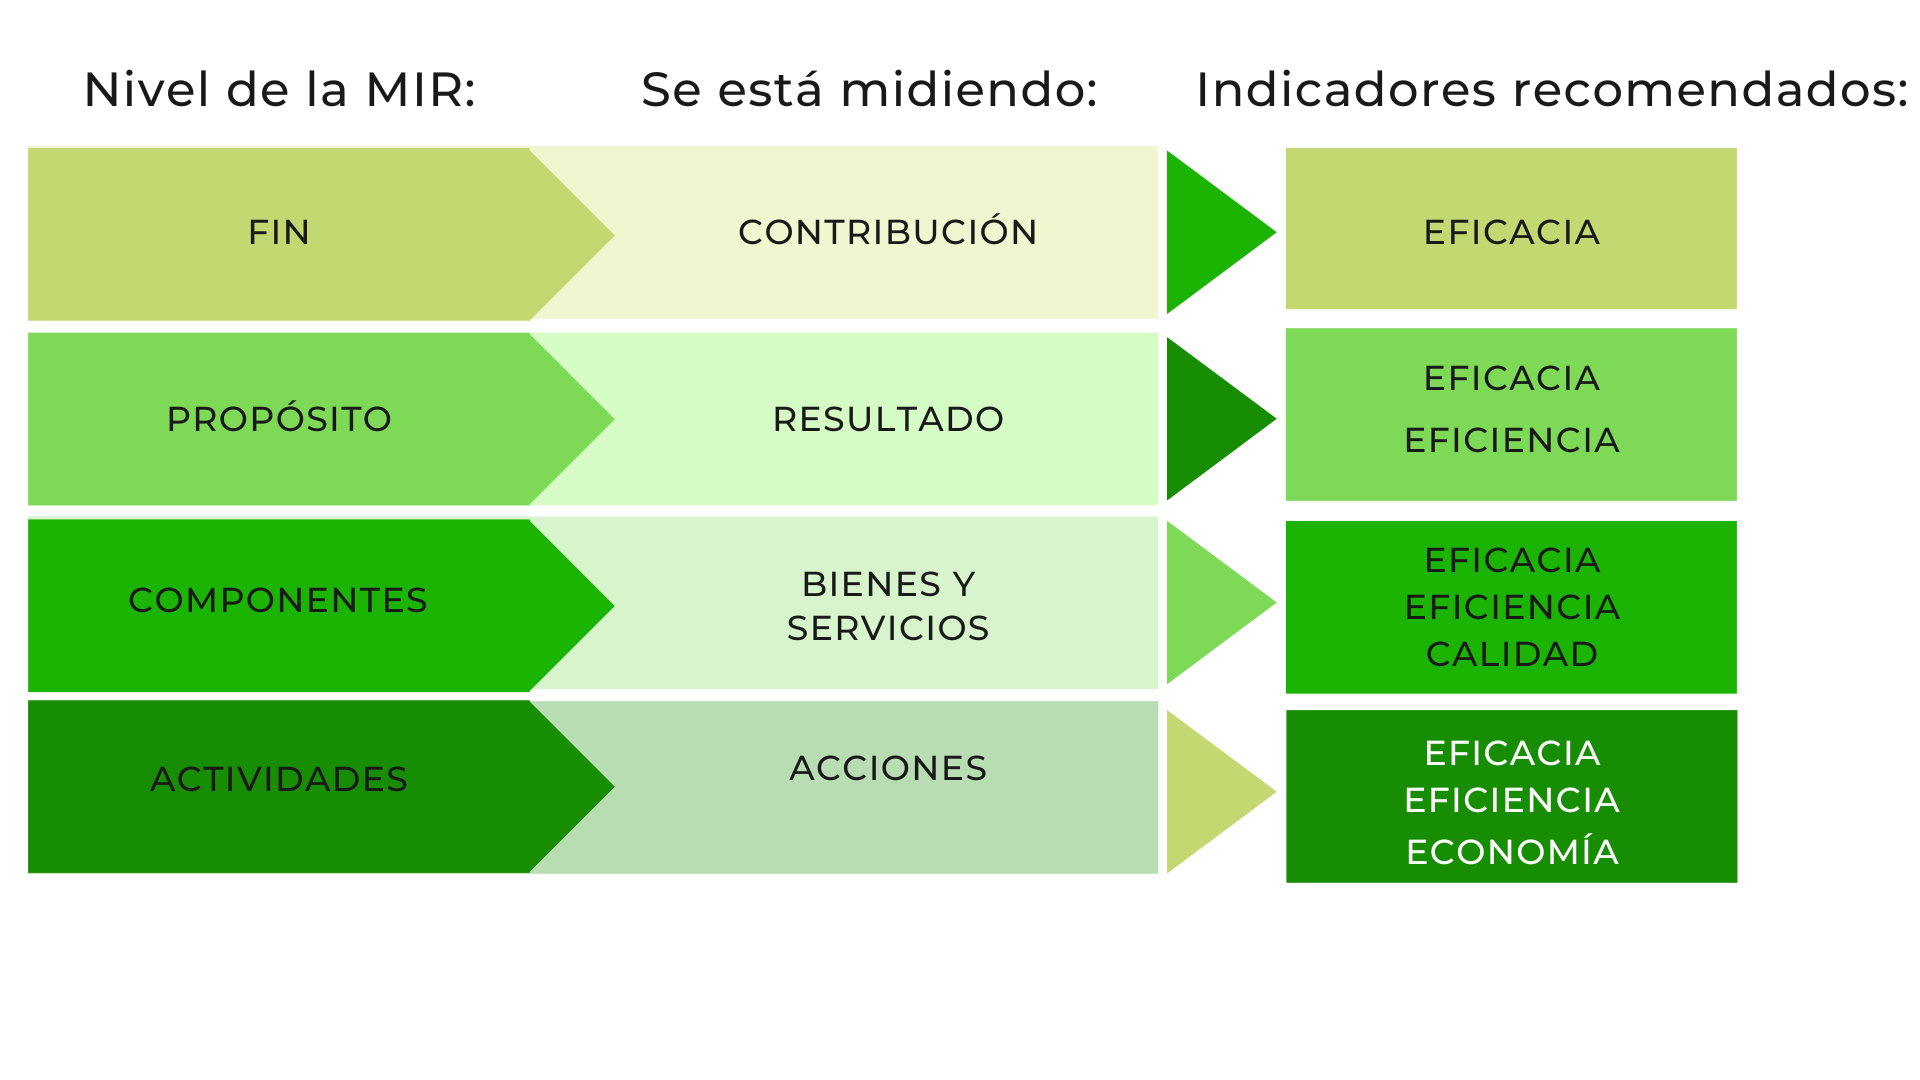 Nivel de la MIR:
Se está midiendo:
Indicadores recomendados:
FIN
CONTRIBUCIÓN
EFICACIA
PROPÓSITO
RESULTADO
EFICACIA
EFICIENCIA
COMPONENTES
BIENES Y
SERVICIOS
EFICACIA
EFICIENCIA
CALIDAD
ACTIVIDADES
ACCIONES
EFICACIA
EFICIENCIA
ECONOMÍA